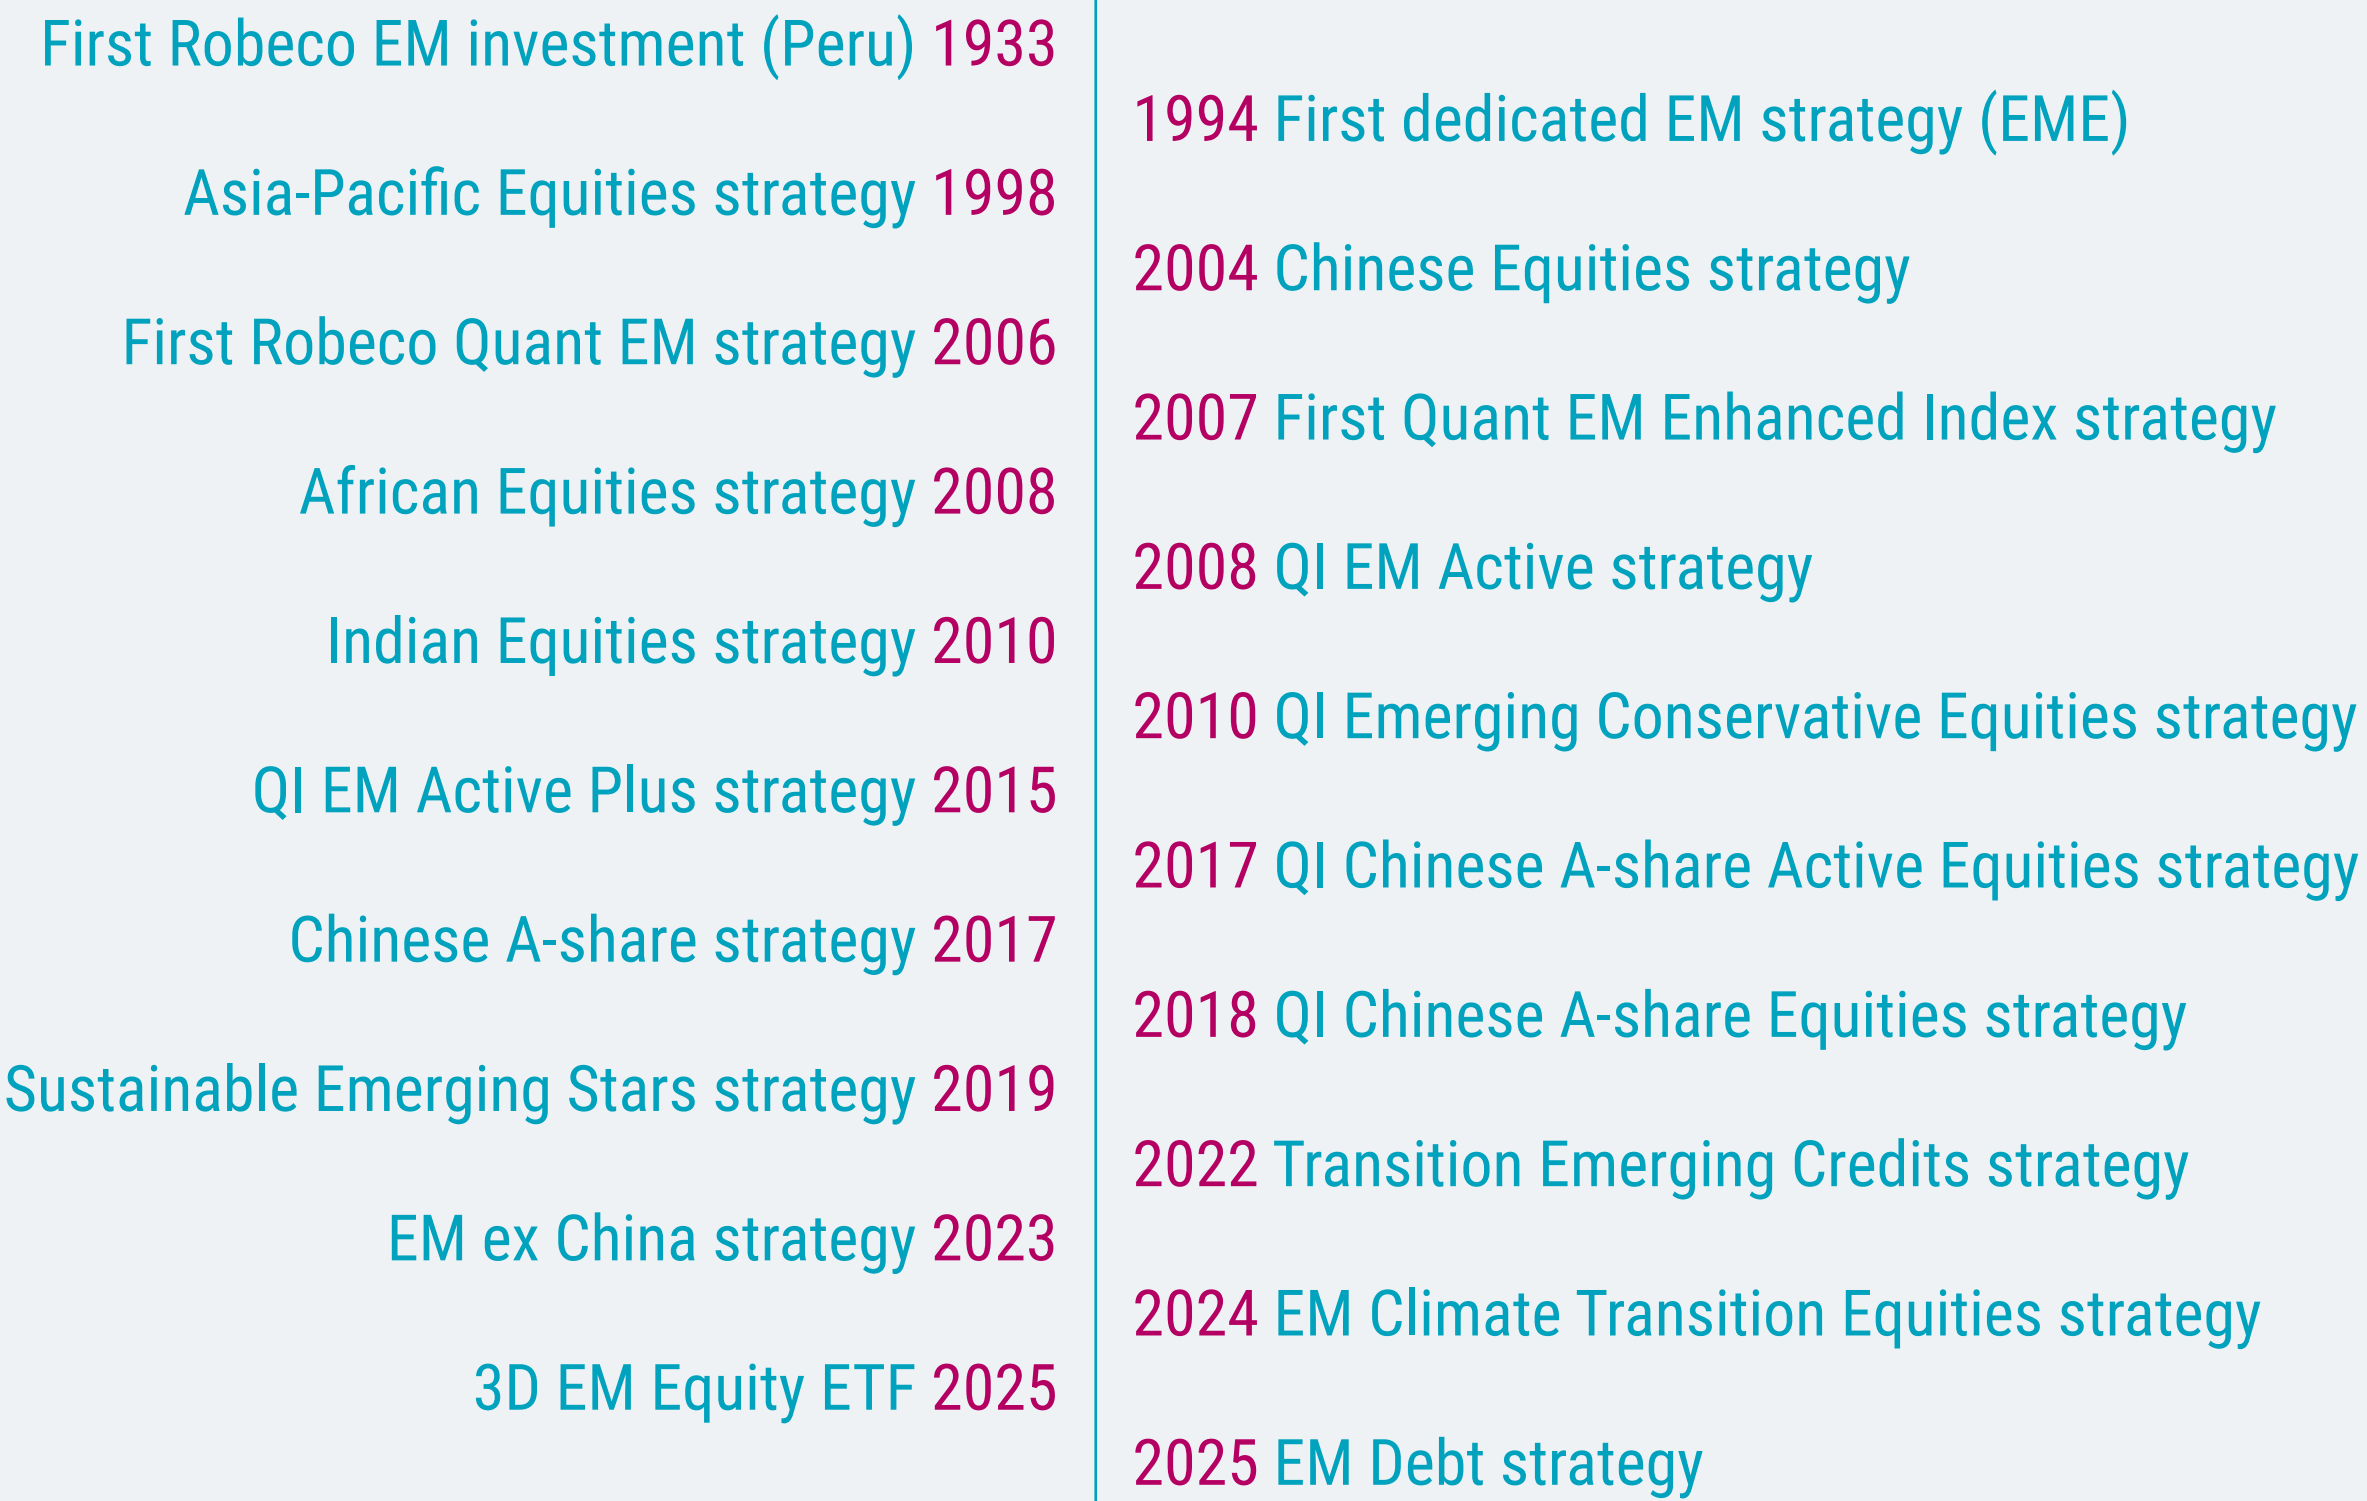 First Robeco EM investment (Peru) 1933
1994 First dedicated EM strategy (EME)
Asia-Pacific Equities strategy 1998
2004 Chinese Equities strategy
First Robeco Quant EM strategy 2006
2007 First Quant EM Enhanced Index strategy
African Equities strategy 2008
2008 QI EM Active strategy
Indian Equities strategy 2010
2010 QI Emerging Conservative Equities strategy
QI EM Active Plus strategy 2015
2017 QI Chinese A-share Active Equities strategy
Chinese A-share strategy 2017
2018 QI Chinese A-share Equities strategy
Sustainable Emerging Stars strategy 2019
2022 Transition Emerging Credits strategy
EM ex China strategy 2023
2024 EM Climate Transition Equities strategy
3D EM Equity ETF 2025
2025 EM Debt strategy